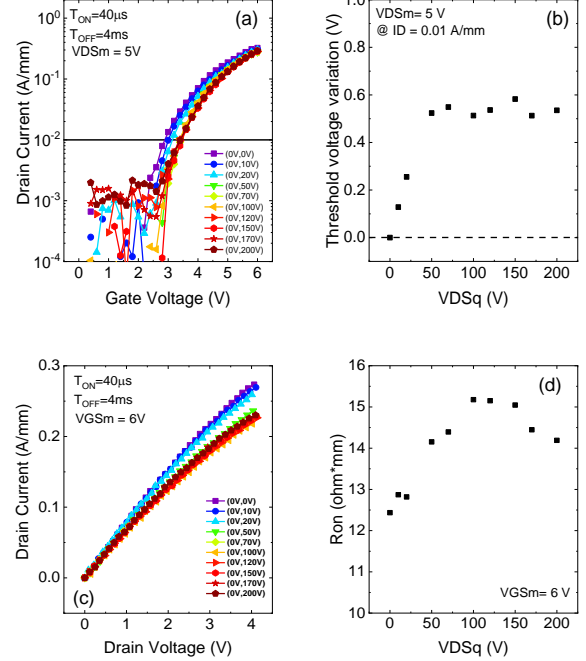 T_ON=40μs
T_OFF=4ms
VDSm = 5V
(a)
10^1
10^0
10^-1
10^-2
10^-3
10^-4
Drain Current (A/mm)
(0V,0V)
(0V,10V)
(0V,20V)
(0V,50V)
(0V,70V)
(0V,100V)
(0V,120V)
(0V,150V)
(0V,170V)
(0V,200V)
0 1 2 3 4 5 6
Gate Voltage (V)
VDSm = 5 V
@ ID = 0.01 A/mm
(b)
1.0
0.8
0.6
0.4
0.2
0.0
Threshold voltage variation (V)
0 50 100 150 200
VDSq (V)
T_ON=40μs
T_OFF=4ms
VGSm = 6V
0.3
0.2
0.1
0.0
Drain Current (A/mm)
(0V,0V)
(0V,10V)
(0V,20V)
(0V,50V)
(0V,70V)
(0V,100V)
(0V,120V)
(0V,150V)
(0V,170V)
(0V,200V)
(c)
0 1 2 3 4
Drain Voltage (V)
(d)
16
15
14
13
12
11
10
Ron (ohm*mm)
VGSm= 6 V
0 50 100 150 200
VDSq (V)